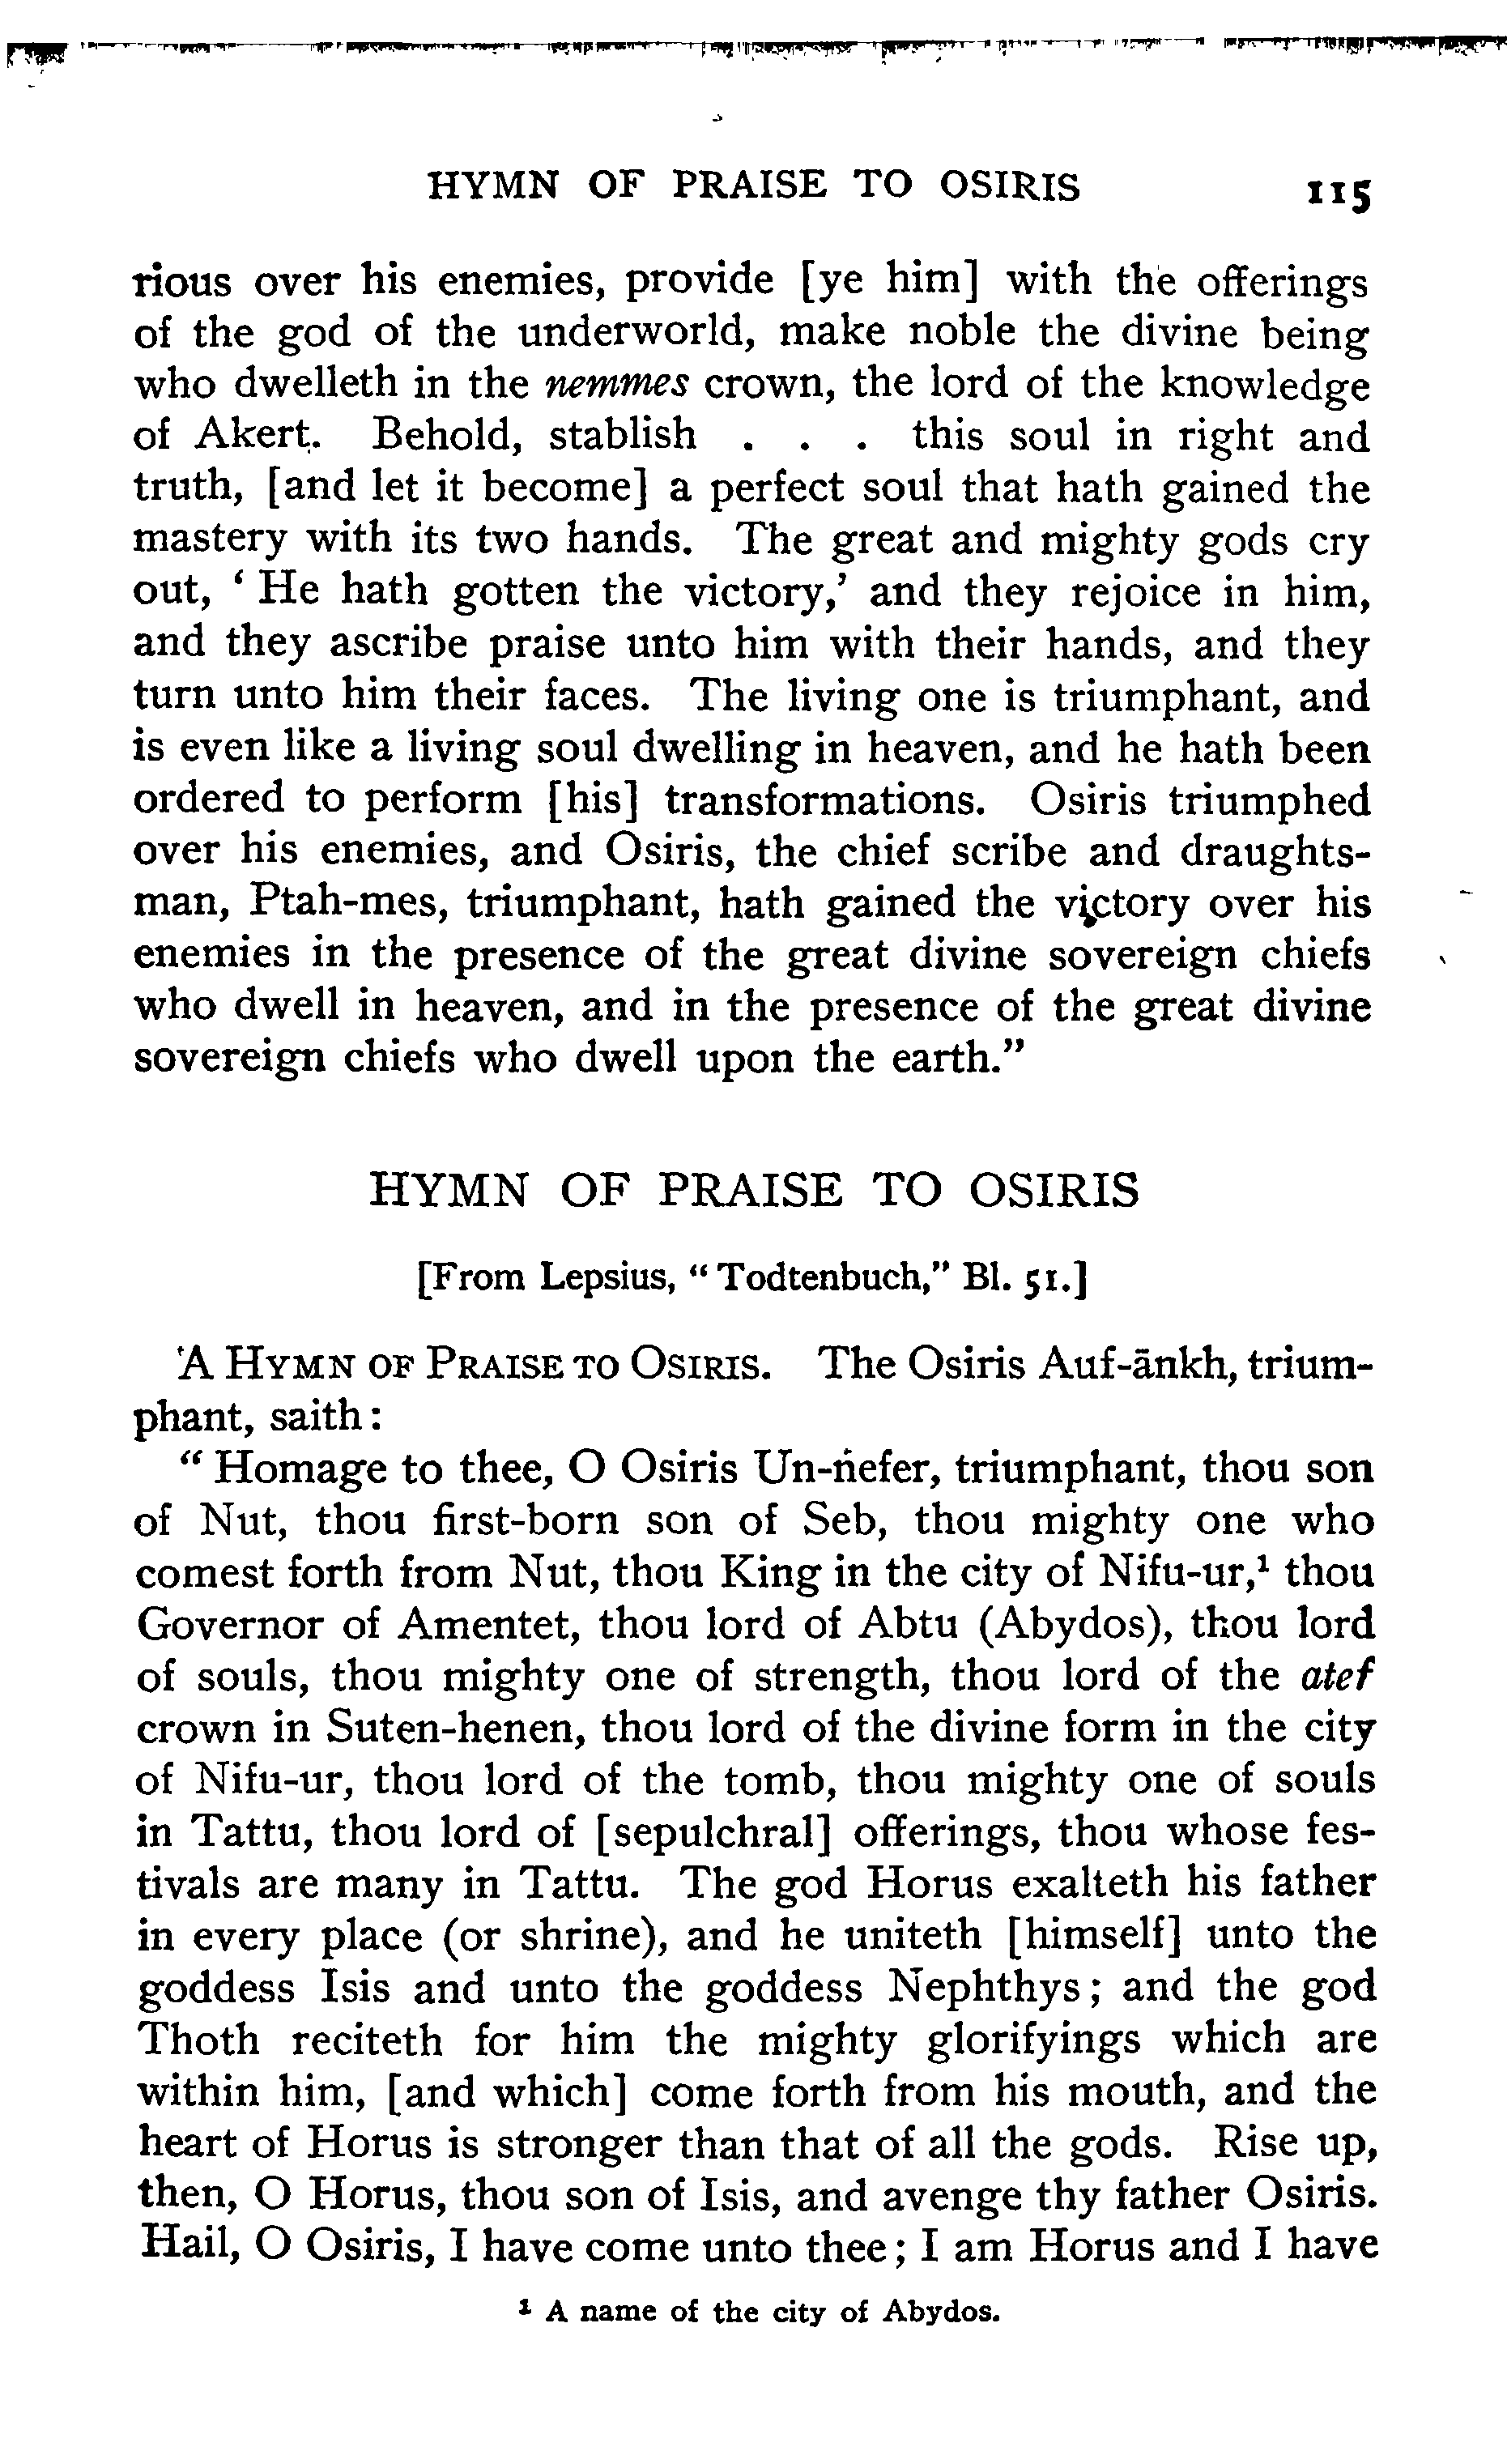 HYMN OF PRAISE TO OSIRIS 115
rious over his enemies, provide [ye him] with the offerings
of the god of the underworld, make noble the divine being
who dwelleth in the nemmes crown, the lord of the knowledge
of Akert. Behold, stablish . . . this soul in right and
truth, [and let it become] a perfect soul that hath gained the
mastery with its two hands. The great and mighty gods cry
out, ‘ He hath gotten the victory,’ and they rejoice in him,
and they ascribe praise unto him with their hands, and they
turn unto him their faces. The living one is triumphant, and
is even like a living soul dwelling in heaven, and he hath been
ordered to perform [his] transformations. Osiris triumphed
over his enemies, and Osiris, the chief scribe and draughts-
man, Ptah-mes, triumphant, hath gained the victory over his
enemies in the presence of the great divine sovereign chiefs
who dwell in heaven, and in the presence of the great divine
sovereign chiefs who dwell upon the earth.”
HYMN OF PRAISE TO OSIRIS
[From Lepsius, “ Todtenbuch,” Bl. 51.]
A HYMN OF PRAISE TO OSIRIS. The Osiris Auf-ānkh, trium-
phant, saith :
“ Homage to thee, O Osiris Un-nefer, triumphant, thou son
of Nut, thou first-born son of Seb, thou mighty one who
comest forth from Nut, thou King in the city of Nifu-ur,¹ thou
Governor of Amentet, thou lord of Abtu (Abydos), thou lord
of souls, thou mighty one of strength, thou lord of the atef
crown in Suten-henen, thou lord of the divine form in the city
of Nifu-ur, thou lord of the tomb, thou mighty one of souls
in Tattu, thou lord of [sepulchral] offerings, thou whose fes-
tivals are many in Tattu. The god Horus exalteth his father
in every place (or shrine), and he uniteth [himself] unto the
goddess Isis and unto the goddess Nephthys ; and the god
Thoth reciteth for him the mighty glorifyings which are
within him, [and which] come forth from his mouth, and the
heart of Horus is stronger than that of all the gods. Rise up,
then, O Horus, thou son of Isis, and avenge thy father Osiris.
Hail, O Osiris, I have come unto thee ; I am Horus and I have
¹ A name of the city of Abydos.